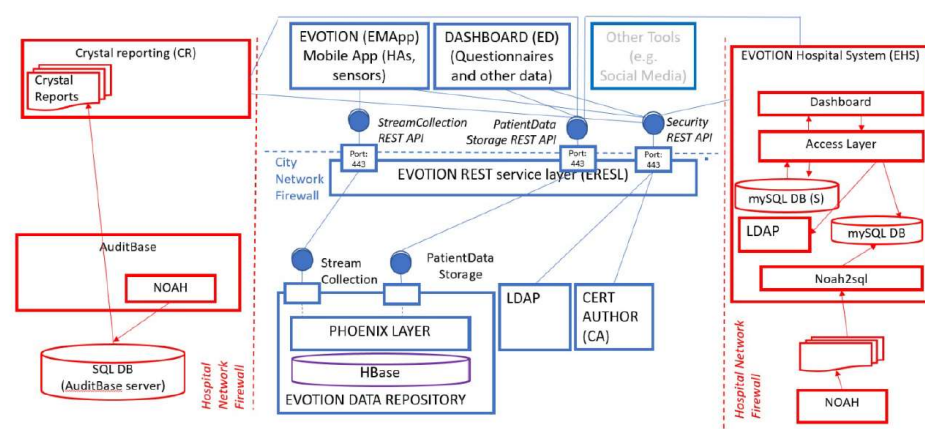 Crystal reporting (CR)
Crystal
Reports
EVOTION (EMApp)
Mobile App (HAs,
sensors)
DASHBOARD (ED)
(Questionnaires
and other data)
Other Tools
(e.g.
Social Media)
EVOTION Hospital System (EHS)
Dashboard
Access Layer
mySQL DB (S)
LDAP
mySQL DB
Noah2sql
StreamCollection
REST API
PatientData
Storage REST API
Security
REST API
City
Network
Firewall
Port:
443
Port:
443
Port:
443
EVOTION REST service layer (ERESL)
AuditBase
NOAH
SQL DB
(AuditBase server)
Hospital
Network
Firewall
Stream
Collection
PatientData
Storage
PHOENIX LAYER
HBase
EVOTION DATA REPOSITORY
LDAP
CERT
AUTHOR
(CA)
Hospital Network
Firewall
NOAH